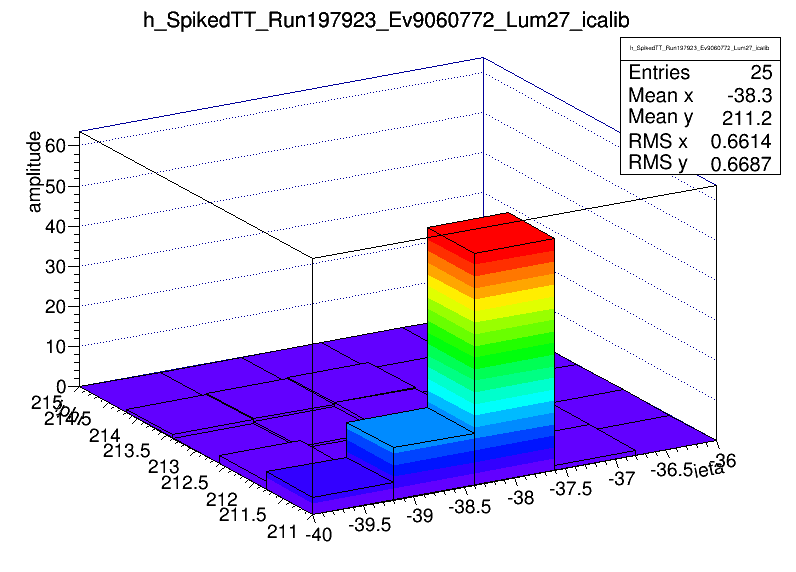 h_SpikedTT_Run197923_Ev9060772_Lum27_icalib
h_SpikedTT_Run197923_Ev9060772_Lum27_icalib
Entries 25
Mean x -38.3
Mean y 211.2
RMS x 0.6614
RMS y 0.6687
amplitude
60
50
40
30
20
10
0
215
214.5
214
213.5
213
212.5
212
211.5
211
-40
-39.5
-39
-38.5
-38
-37.5
-37
-36.5
-36
ieta